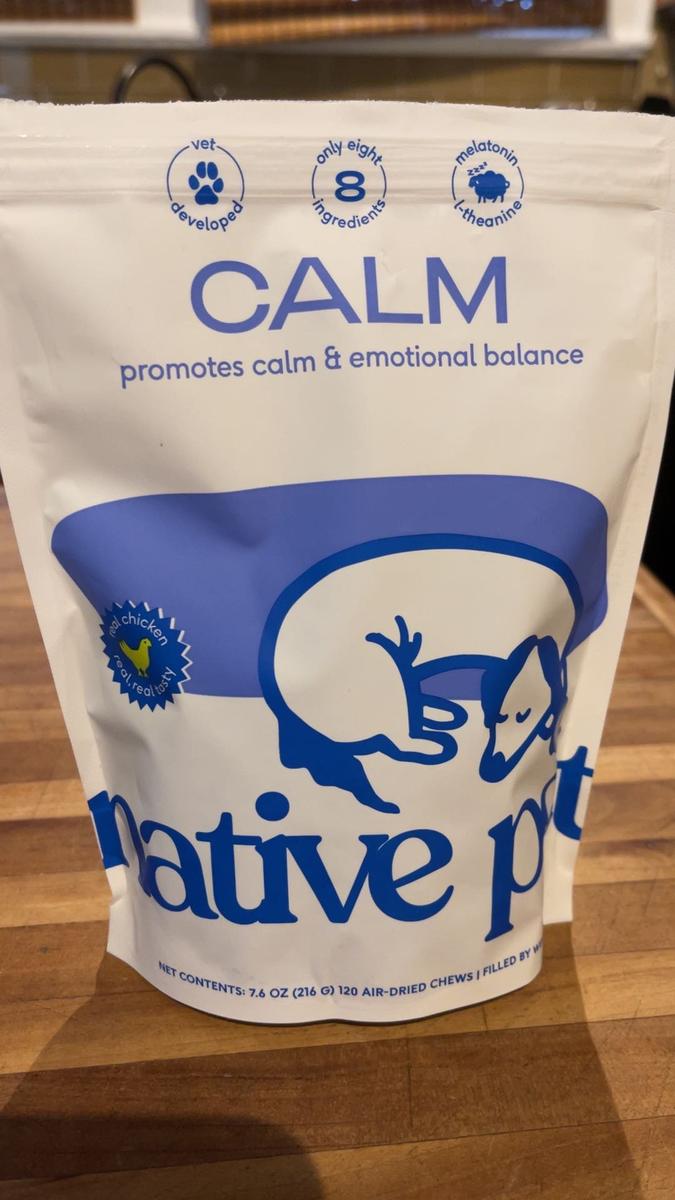 vet
developed
only eight
8
ingredients
melatonin
zzz
l-theanine
CALM
promotes calm & emotional balance
real chicken
real, real tasty
native pet
NET CONTENTS: 7.6 OZ (216 G) 120 AIR-DRIED CHEWS | FILLED BY